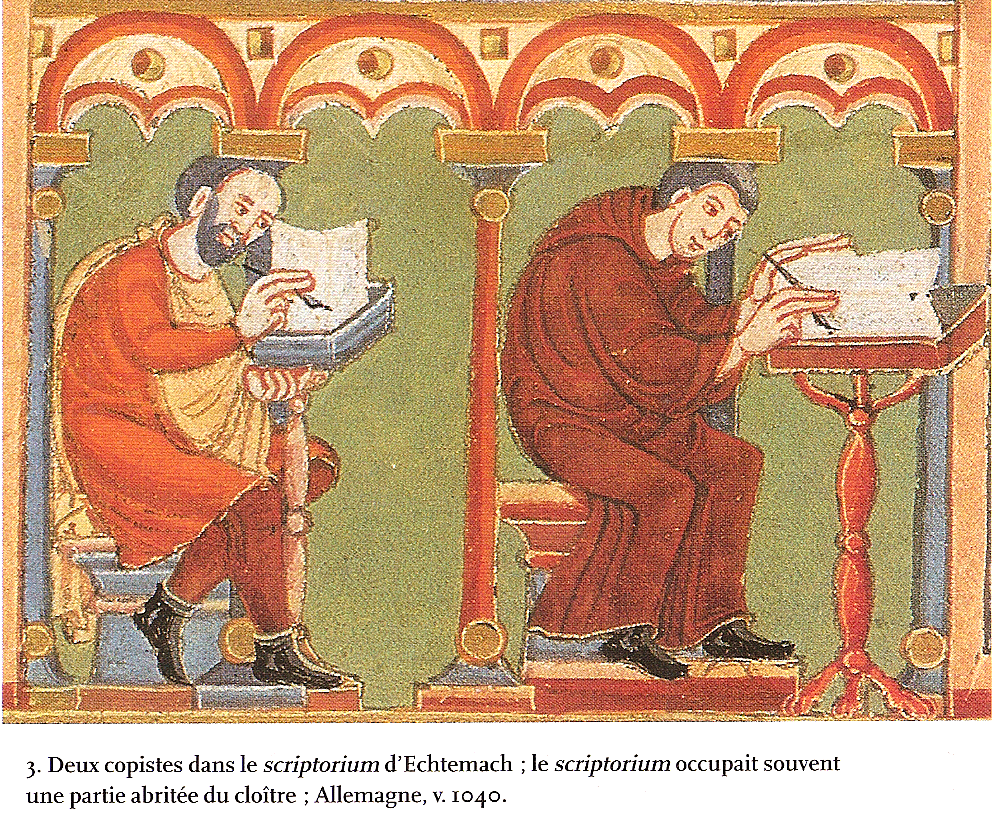 3. Deux copistes dans le scriptorium d'Echtemach ; le scriptorium occupait souvent
une partie abritée du cloître ; Allemagne, v. 1040.